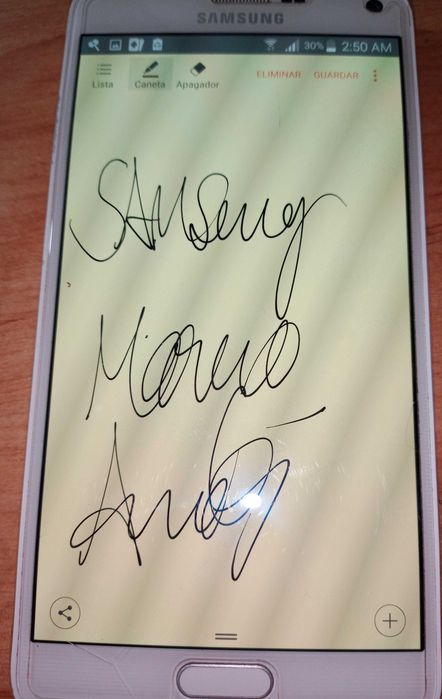 SAMSUNG
30% 2:50 AM
Lista Caneta Apagador ELIMINAR GUARDAR
SAMSung